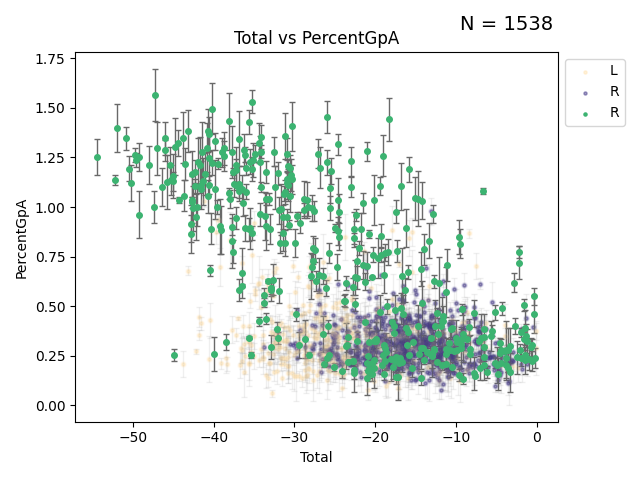 N = 1538
Total vs PercentGpA
L
R
R
PercentGpA
1.75
1.50
1.25
1.00
0.75
0.50
0.25
0.00
−50
−40
−30
−20
−10
0
Total